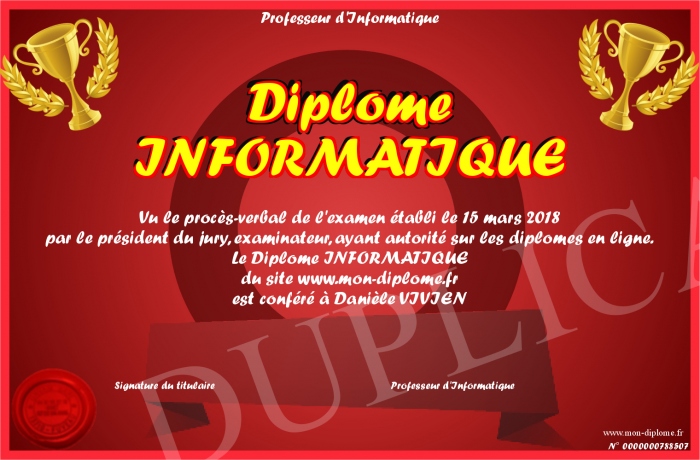 Professeur d'Informatique
Diplome
INFORMATIQUE
Vu le procès-verbal de l'examen établi le 15 mars 2018
par le président du jury, examinateur, ayant autorité sur les diplomes en ligne.
Le Diplome INFORMATIQUE
du site www.mon-diplome.fr
est conféré à Danièle VIVIEN
Signature du titulaire
Professeur d'Informatique
DUPLICA
www.mon-diplome.fr
N° 0000000788507